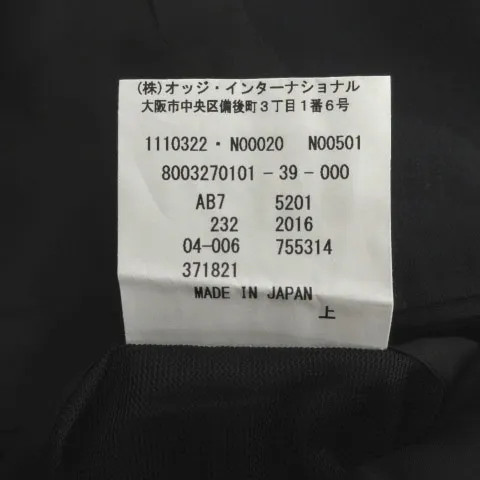 (株)オッジ・インターナショナル
大阪市中央区備後町3丁目1番6号
1110322・N00020 N00501
8003270101-39-000
AB7 5201
232 2016
04-006 755314
371821
MADE IN JAPAN
上